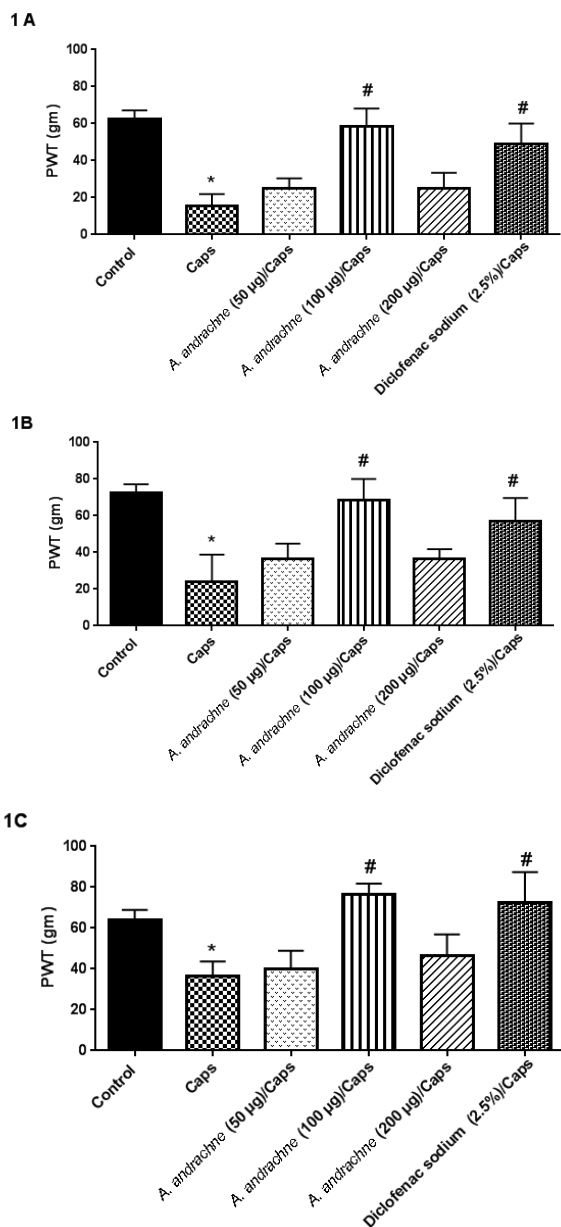 1 A
100
80
60
40
20
0
PWT (gm)
*
#
#
Control
Caps
A. andrachne (50 µg)/Caps
A. andrachne (100 µg)/Caps
A. andrachne (200 µg)/Caps
Diclofenac sodium (2.5%)/Caps
1B
100
80
60
40
20
0
PWT (gm)
*
#
#
Control
Caps
A. andrachne (50 µg)/Caps
A. andrachne (100 µg)/Caps
A. andrachne (200 µg)/Caps
Diclofenac sodium (2.5%)/Caps
1C
100
80
60
40
20
0
PWT (gm)
*
#
#
Control
Caps
A. andrachne (50 µg)/Caps
A. andrachne (100 µg)/Caps
A. andrachne (200 µg)/Caps
Diclofenac sodium (2.5%)/Caps